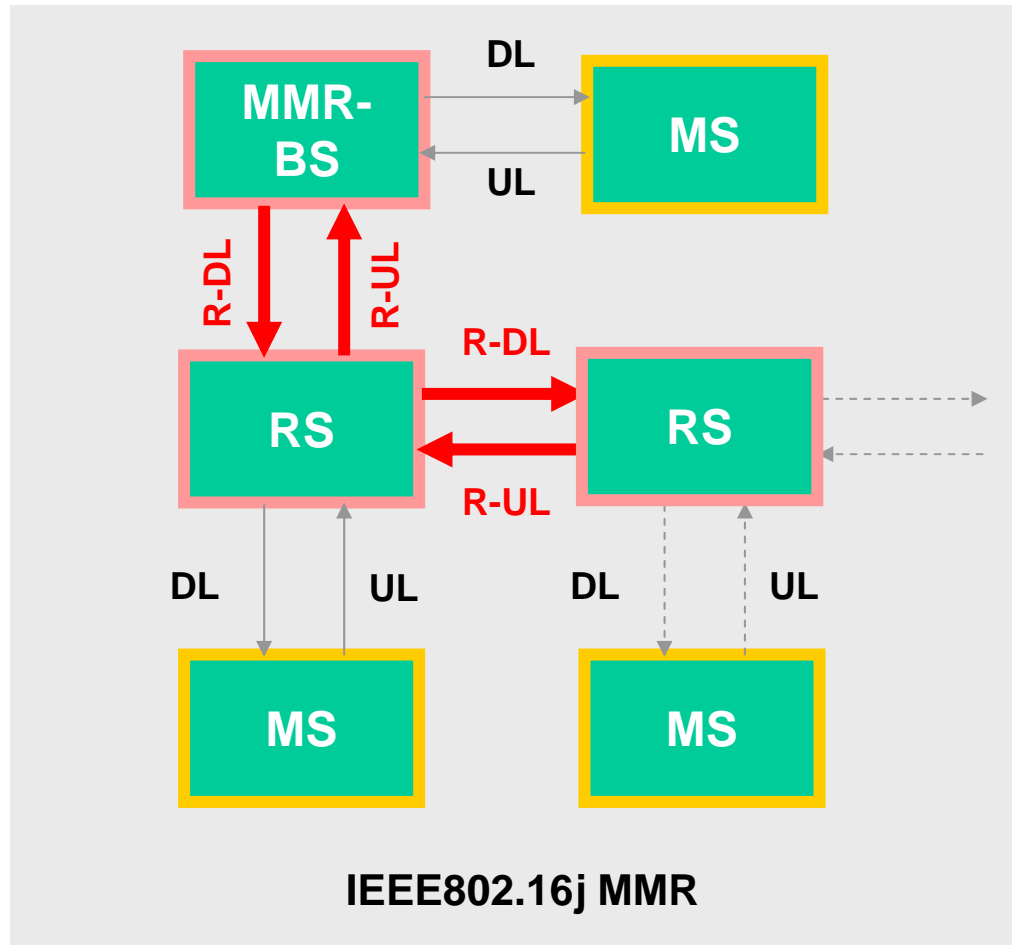 DL
MMR-
BS
MS
UL
R-DL
R-UL
R-DL
RS
RS
R-UL
DL
UL
DL
UL
MS
MS
IEEE802.16j MMR